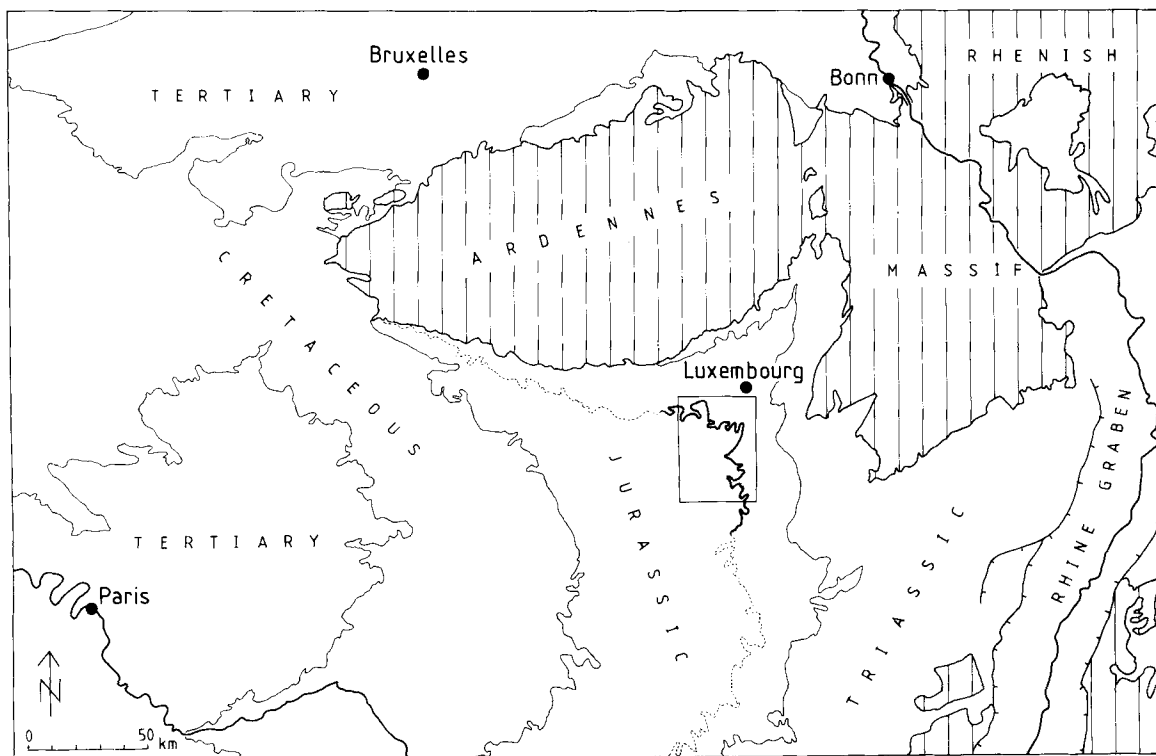 Bruxelles
TERTIARY
Bonn
RHENISH
ARDENNES
MASSIF
CRETACEOUS
Luxembourg
JURASSIC
RHINE GRABEN
TRIASSIC
TERTIARY
Paris
N
0 50
km